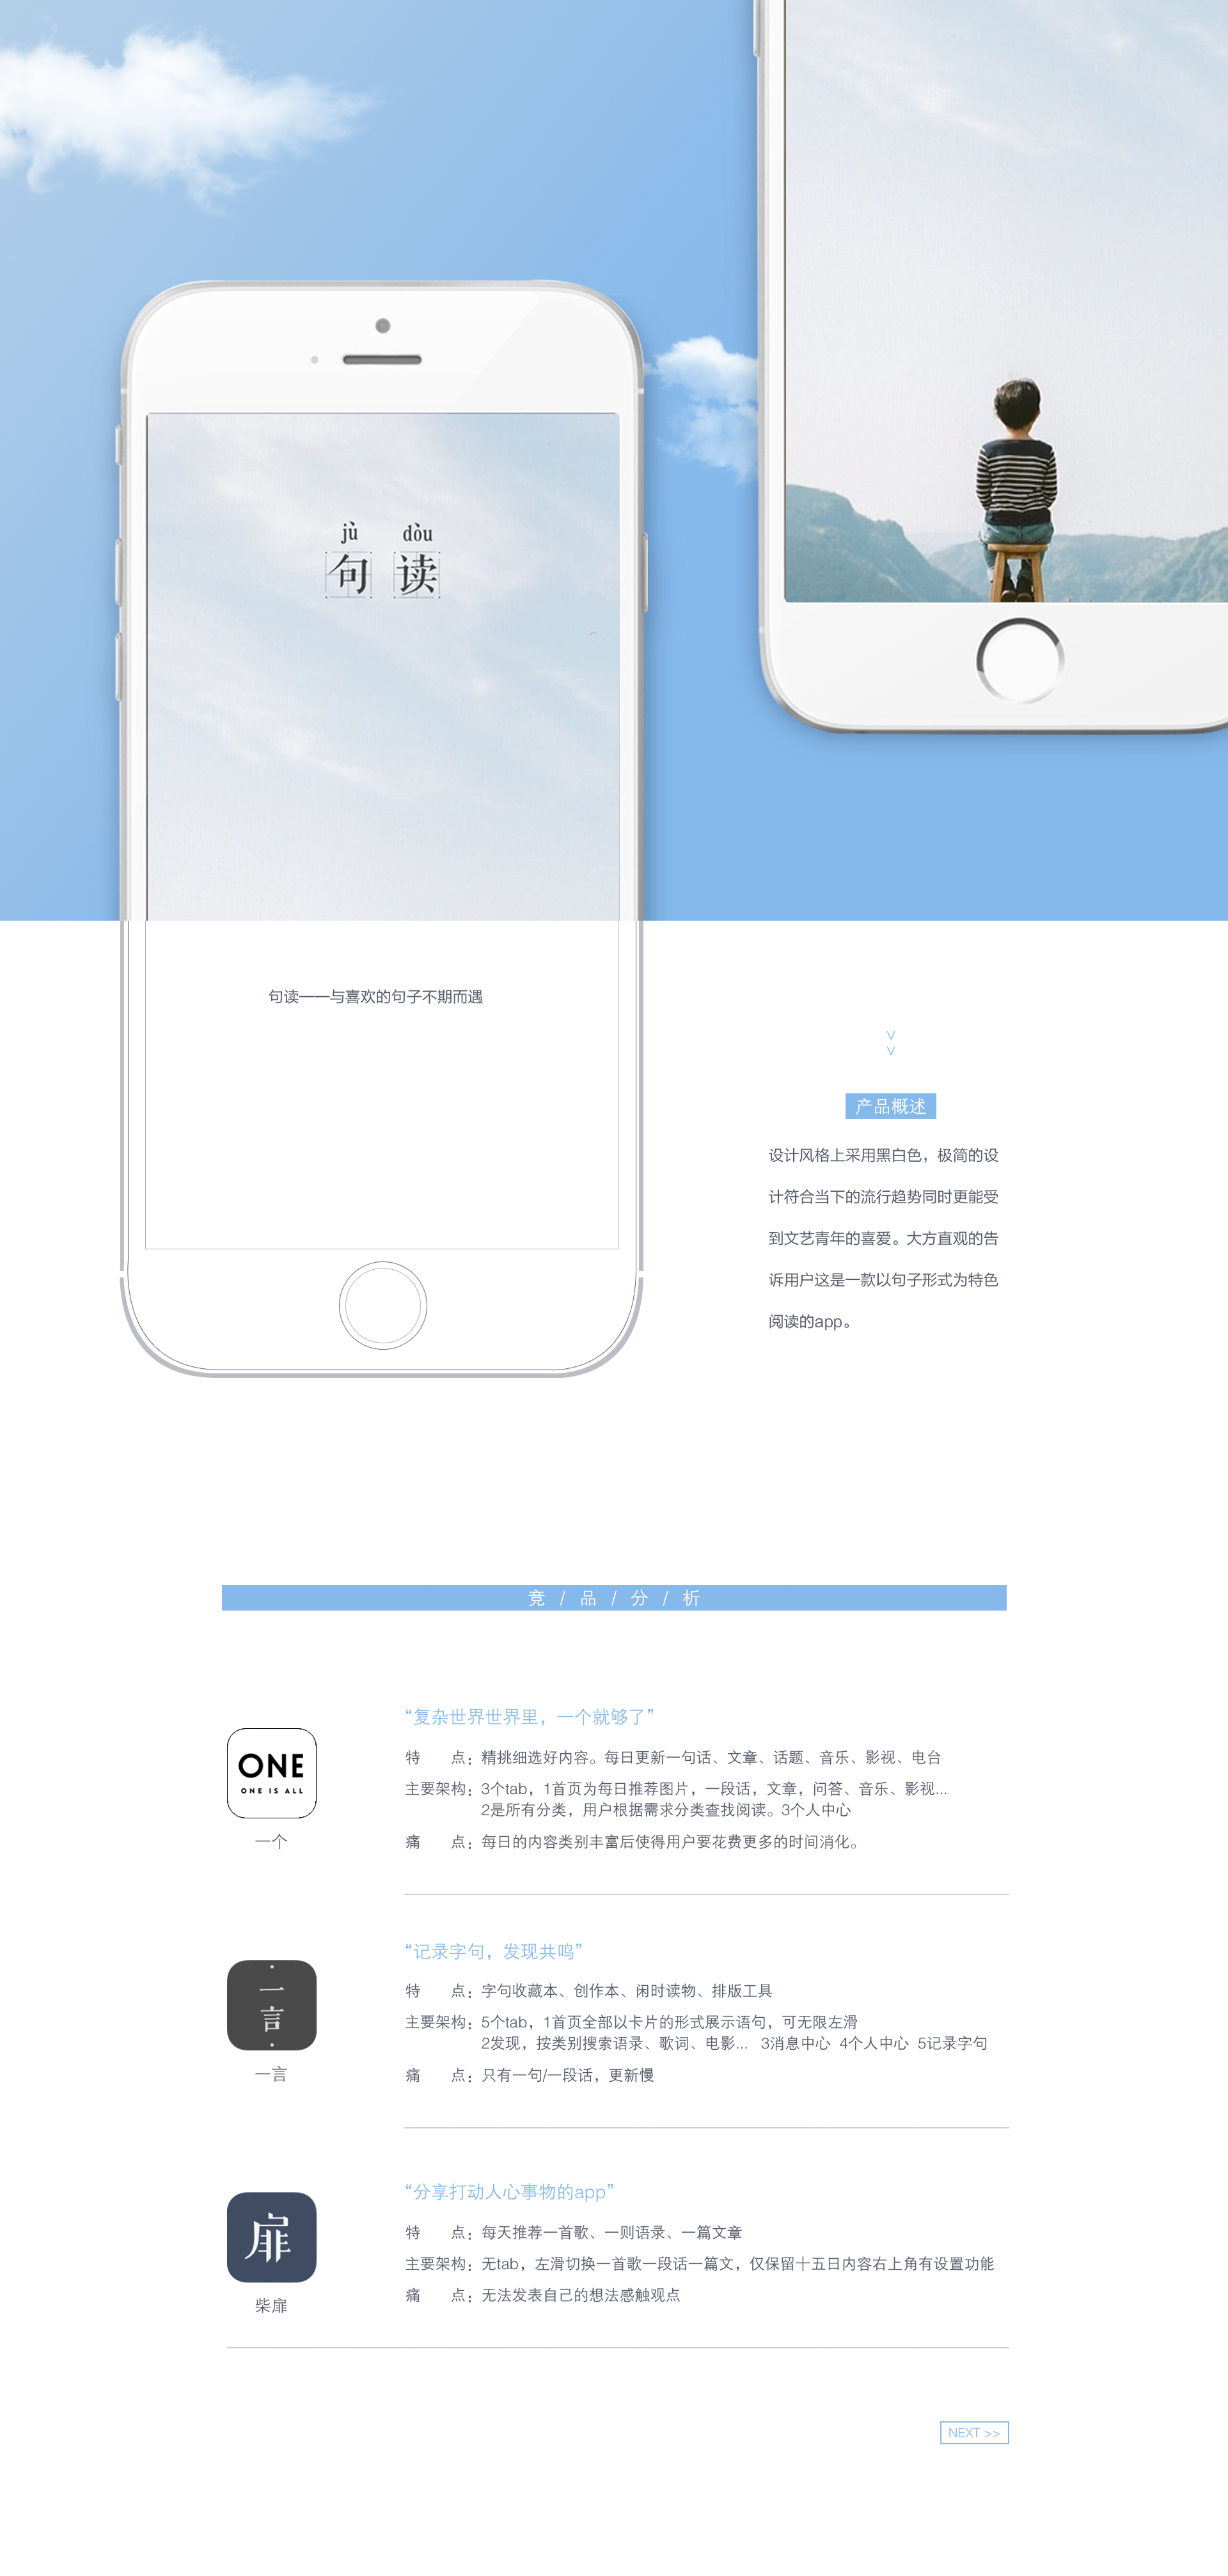 jù dòu
句 读
句读——与喜欢的句子不期而遇
产品概述
设计风格上采用黑白色，极简的设
计符合当下的流行趋势同时更能受
到文艺青年的喜爱。大方直观的告
诉用户这是一款以句子形式为特色
阅读的app。
竞 / 品 / 分 / 析
ONE
ONE IS ALL
一个
“复杂世界世界里，一个就够了”
特 点：精挑细选好内容。每日更新一句话、文章、话题、音乐、影视、电台
主要架构：3个tab，1首页为每日推荐图片，一段话，文章，问答、音乐、影视...
2是所有分类，用户根据需求分类查找阅读。3个人中心
痛 点：每日的内容类别丰富后使得用户要花费更多的时间消化。
一言
一言
“记录字句，发现共鸣”
特 点：字句收藏本、创作本、闲时读物、排版工具
主要架构：5个tab，1首页全部以卡片的形式展示语句，可无限左滑
2发现，按类别搜索语录、歌词、电影... 3消息中心 4个人中心 5记录字句
痛 点：只有一句/一段话，更新慢
扉
柴扉
“分享打动人心事物的app”
特 点：每天推荐一首歌、一则语录、一篇文章
主要架构：无tab，左滑切换一首歌一段话一篇文，仅保留十五日内容右上角有设置功能
痛 点：无法发表自己的想法感触观点
NEXT >>